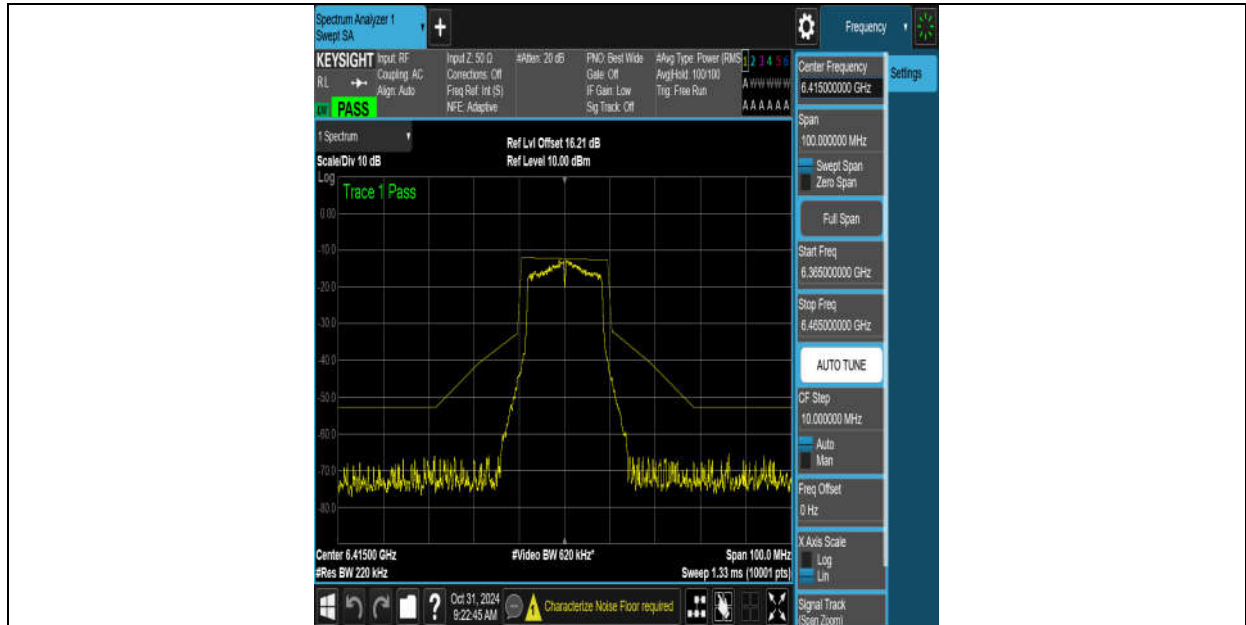 Spectrum Analyzer 1
Swept SA
+
Frequency
KEYSIGHT
RL
PASS
Input: RF
Coupling: AC
Align: Auto
Input Z: 50 Ω
Corrections: Off
Freq Ref: Int (S)
NFE: Adaptive
#Atten: 20 dB
PNO: Best Wide
Gate: Off
IF Gain: Low
Sig Track: Off
#Avg Type: Power (RMS
Avg|Hold: 100/100
Trig: Free Run
1 2 3 4 5 6
A W W W W W
A A A A A A
1 Spectrum
Scale/Div 10 dB
Ref Lvl Offset 16.21 dB
Ref Level 10.00 dBm
Log
Trace 1 Pass
0.00
-10.0
-20.0
-30.0
-40.0
-50.0
-60.0
-70.0
-80.0
Center 6.41500 GHz
#Video BW 620 kHz*
Span 100.0 MHz
#Res BW 220 kHz
Sweep 1.33 ms (10001 pts)
?
Oct 31, 2024
9:22:45 AM
Characterize Noise Floor required
Center Frequency
6.415000000 GHz
Settings
Span
100.000000 MHz
Swept Span
Zero Span
Full Span
Start Freq
6.365000000 GHz
Stop Freq
6.465000000 GHz
AUTO TUNE
CF Step
10.000000 MHz
Auto
Man
Freq Offset
0 Hz
X Axis Scale
Log
Lin
Signal Track
(Span Zoom)